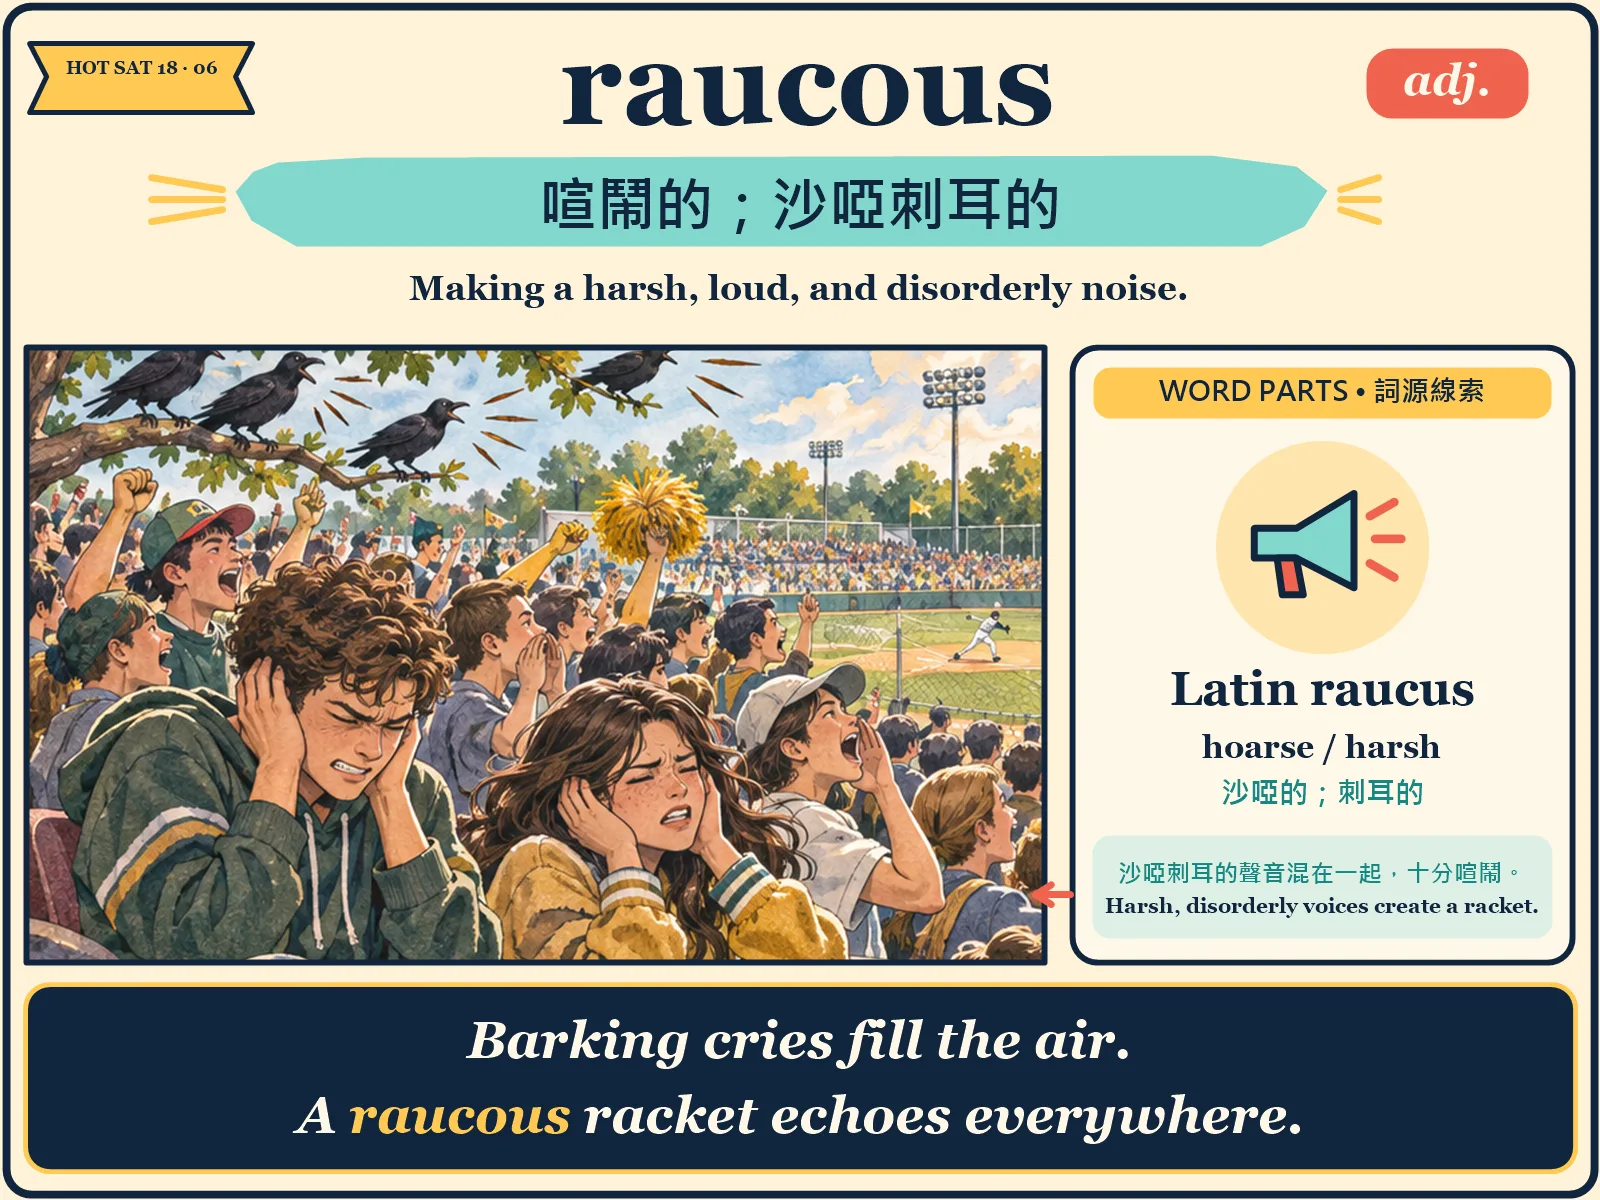 HOT SAT 18 · 06
raucous
adj.
喧鬧的；沙啞刺耳的
Making a harsh, loud, and disorderly noise.
WORD PARTS • 詞源線索
Latin raucus
hoarse / harsh
沙啞的；刺耳的
沙啞刺耳的聲音混在一起，十分喧鬧。
Harsh, disorderly voices create a racket.
Barking cries fill the air.
A raucous racket echoes everywhere.